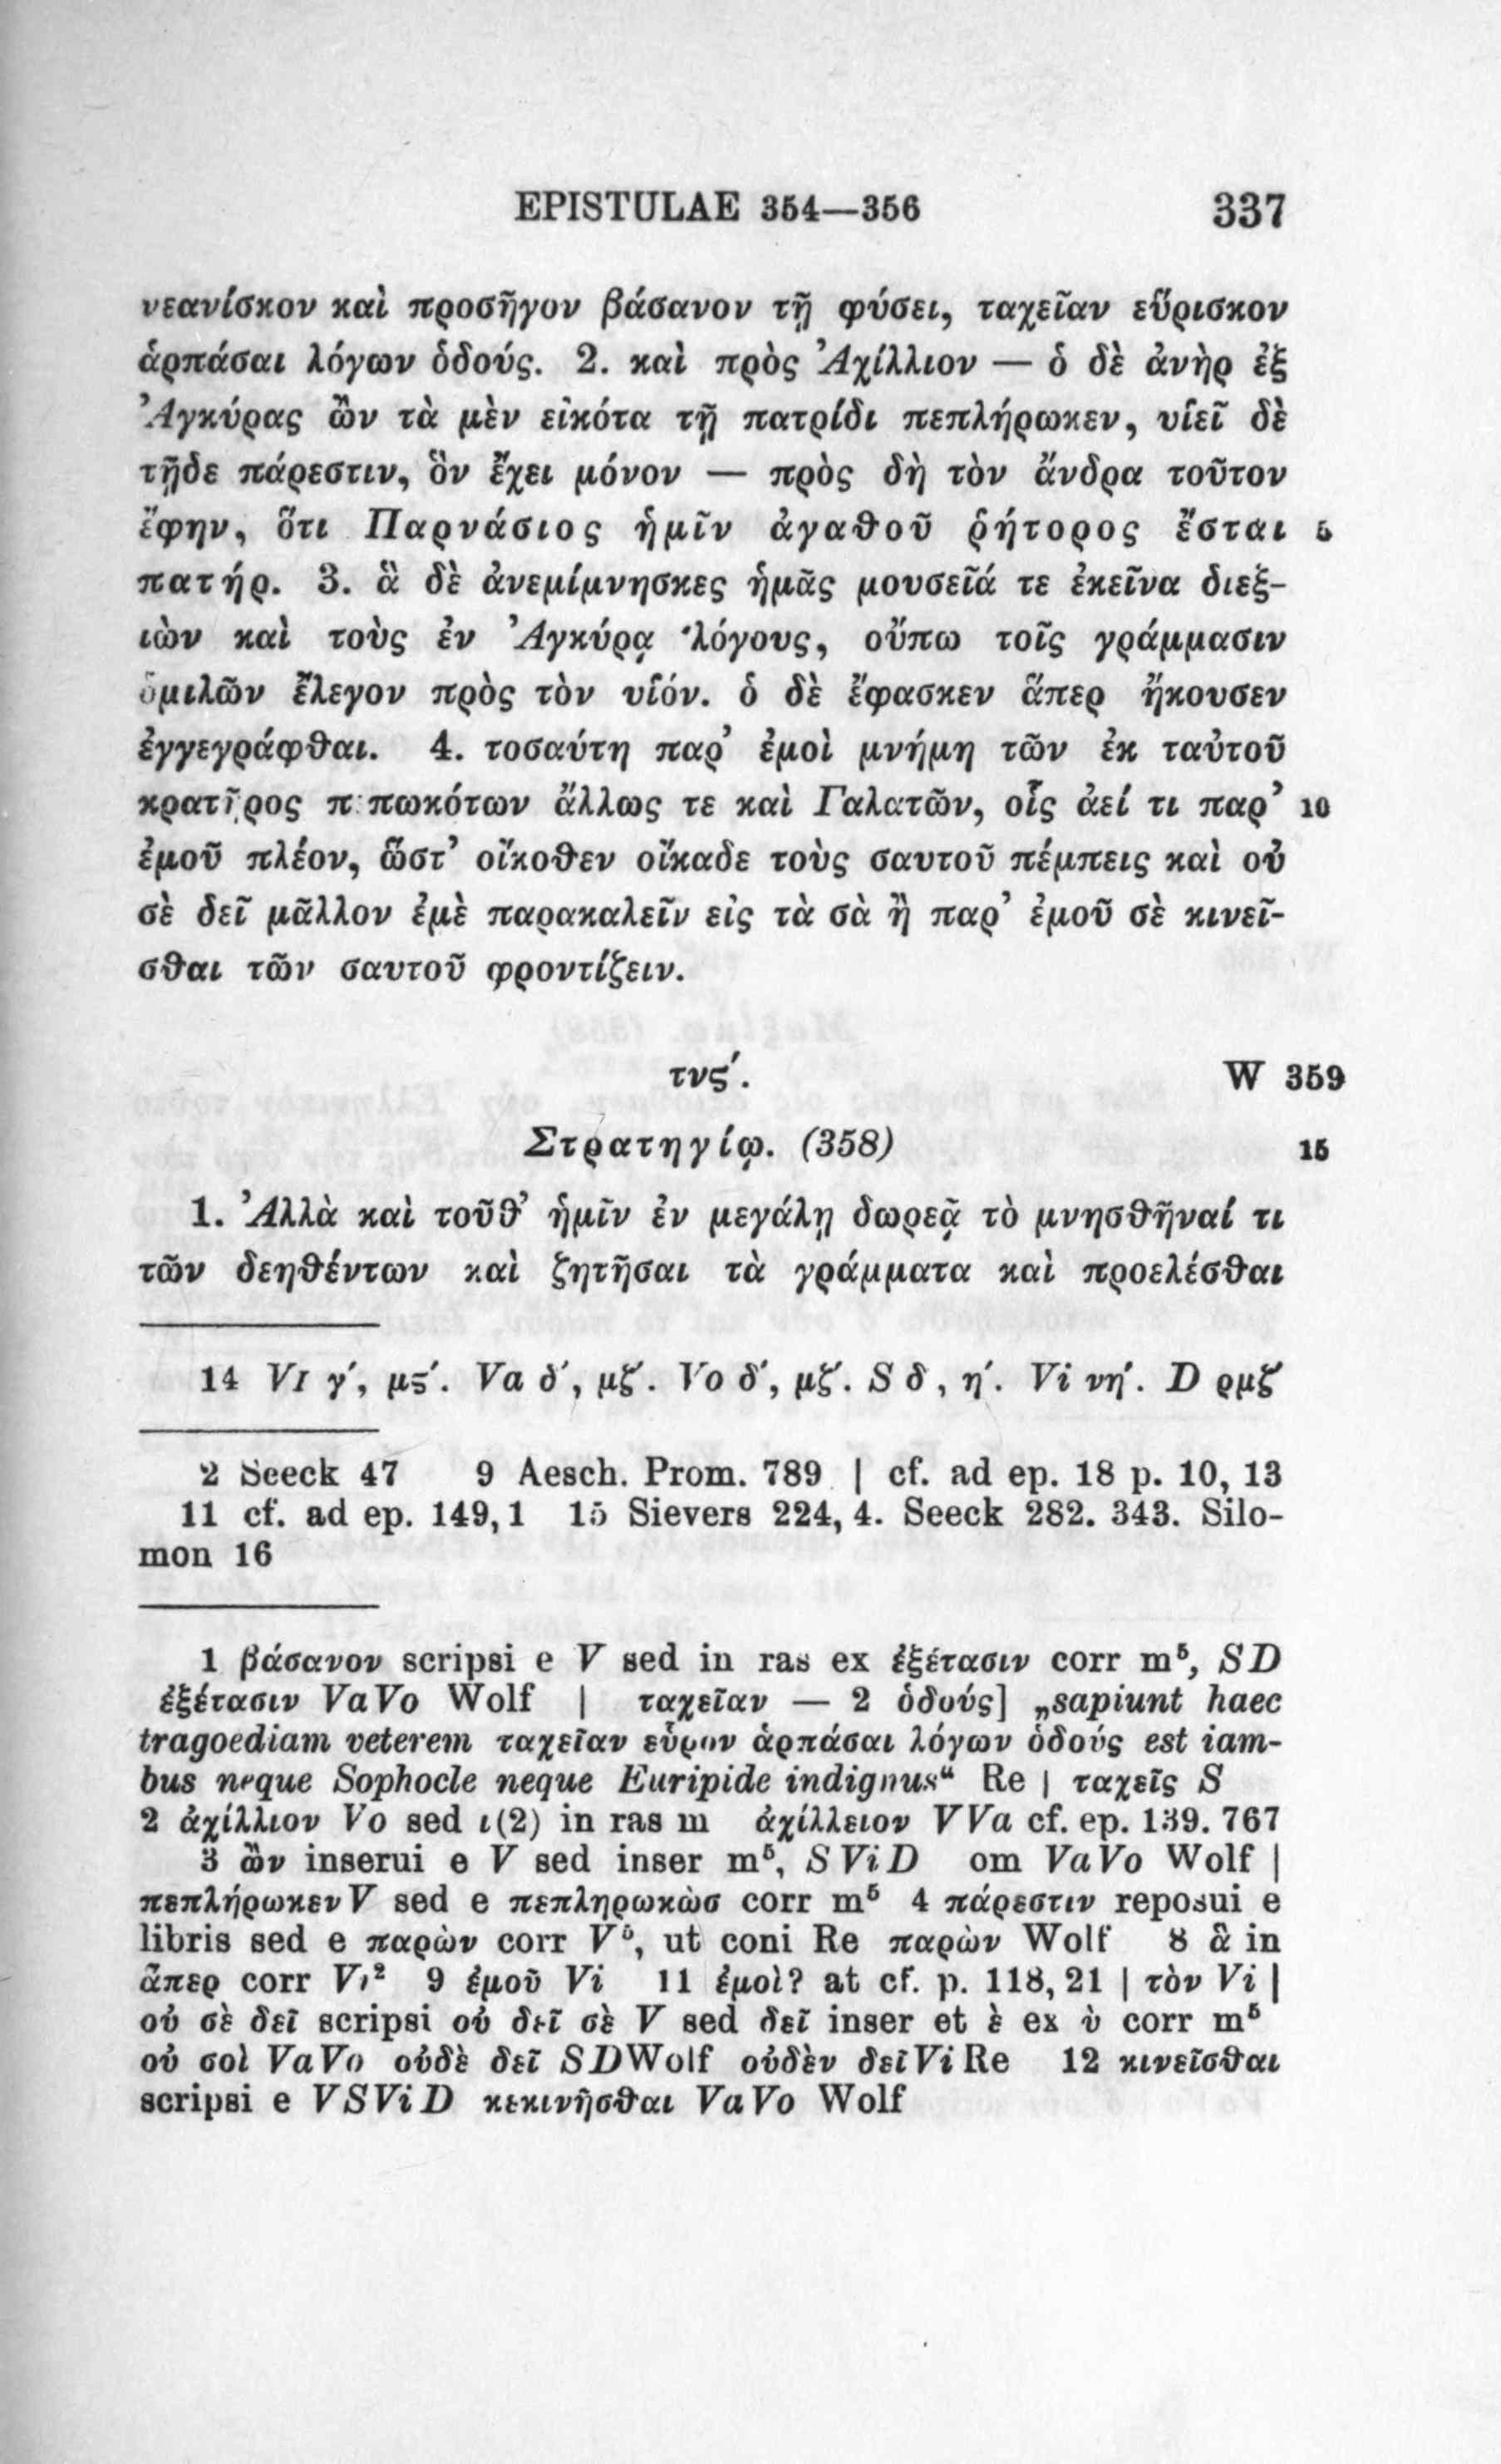 EPISTULAE 354—356 337
νεανίσκον καὶ προσῆγον βάσανον τῇ φύσει, ταχεῖαν εὕρισκον
ἁρπάσαι λόγων ὁδούς. 2. καὶ πρὸς Ἀχίλλιον — ὁ δὲ ἀνὴρ ἐξ
Ἀγκύρας ὢν τὰ μὲν εἰκότα τῇ πατρίδι πεπλήρωκεν, υἱεῖ δὲ
τῇδε πάρεστιν, ὃν ἔχει μόνον — πρὸς δὴ τὸν ἄνδρα τοῦτον
ἔφην, ὅτι Παρνάσιος ἡμῖν ἀγαθοῦ ῥήτορος ἔσται 5
πατήρ. 3. ἃ δὲ ἀνεμίμνησκες ἡμᾶς μουσεῖά τε ἐκεῖνα διεξ-
ιὼν καὶ τοὺς ἐν Ἀγκύρᾳ λόγους, οὔπω τοῖς γράμμασιν
ὁμιλῶν ἔλεγον πρὸς τὸν υἱόν. ὁ δὲ ἔφασκεν ἅπερ ἤκουσεν
ἐγγεγράφθαι. 4. τοσαύτη παρ’ ἐμοὶ μνήμη τῶν ἐκ ταὐτοῦ
κρατῆρος πεπωκότων ἄλλως τε καὶ Γαλατῶν, οἷς ἀεί τι παρ’ 10
ἐμοῦ πλέον, ὥστ’ οἴκοθεν οἴκαδε τοὺς σαυτοῦ πέμπεις καὶ οὐ
σὲ δεῖ μᾶλλον ἐμὲ παρακαλεῖν εἰς τὰ σὰ ἢ παρ’ ἐμοῦ σὲ κινεῖ-
σθαι τῶν σαυτοῦ φροντίζειν.
τνϛ′. W 359
Στρατηγίῳ. (358) 15
1. Ἀλλὰ καὶ τοῦθ’ ἡμῖν ἐν μεγάλῃ δωρεᾷ τὸ μνησθῆναί τι
τῶν δεηθέντων καὶ ζητῆσαι τὰ γράμματα καὶ προελέσθαι
14 VI γ′, μϛ′. Va δ′, μζ′. Vo δ′, μζ′. S δ, η′. Vi νη′. D ρμζ′
2 Seeck 47 9 Aesch. Prom. 789 | cf. ad ep. 18 p. 10, 13
11 cf. ad ep. 149, 1 15 Sievers 224, 4. Seeck 282. 343. Silo-
mon 16
1 βάσανον scripsi e V sed in ras ex ἐξέτασιν corr m⁵, SD
ἐξέτασιν VaVo Wolf | ταχεῖαν — 2 ὁδούς] „sapiunt haec
tragoediam veterem ταχεῖαν εὗρον ἁρπάσαι λόγων ὁδούς est iam-
bus neque Sophocle neque Euripide indignus“ Re | ταχεῖς S
2 ἀχίλλιον Vo sed ι(2) in ras m ἀχίλλειον VVa cf. ep. 139. 767
3 ὢν inserui e V sed inser m⁵, SViD om VaVo Wolf |
πεπλήρωκεν V sed e πεπληρωκὼσ corr m⁵ 4 πάρεστιν reposui e
libris sed e παρὼν corr V⁵, ut coni Re παρὼν Wolf 8 ἃ in
ἅπερ corr Vi² 9 ἐμοῦ Vi 11 ἐμοὶ? at cf. p. 118, 21 | τὸν Vi |
οὐ σὲ δεῖ scripsi οὐ δεῖ σὲ V sed δεῖ inser et ὲ ex ὺ corr m⁵
οὐ σοὶ VaVo οὐδὲ δεῖ SDWolf οὐδὲν δεῖ ViRe 12 κινεῖσθαι
scripsi e VSViD κεκινῆσθαι VaVo Wolf